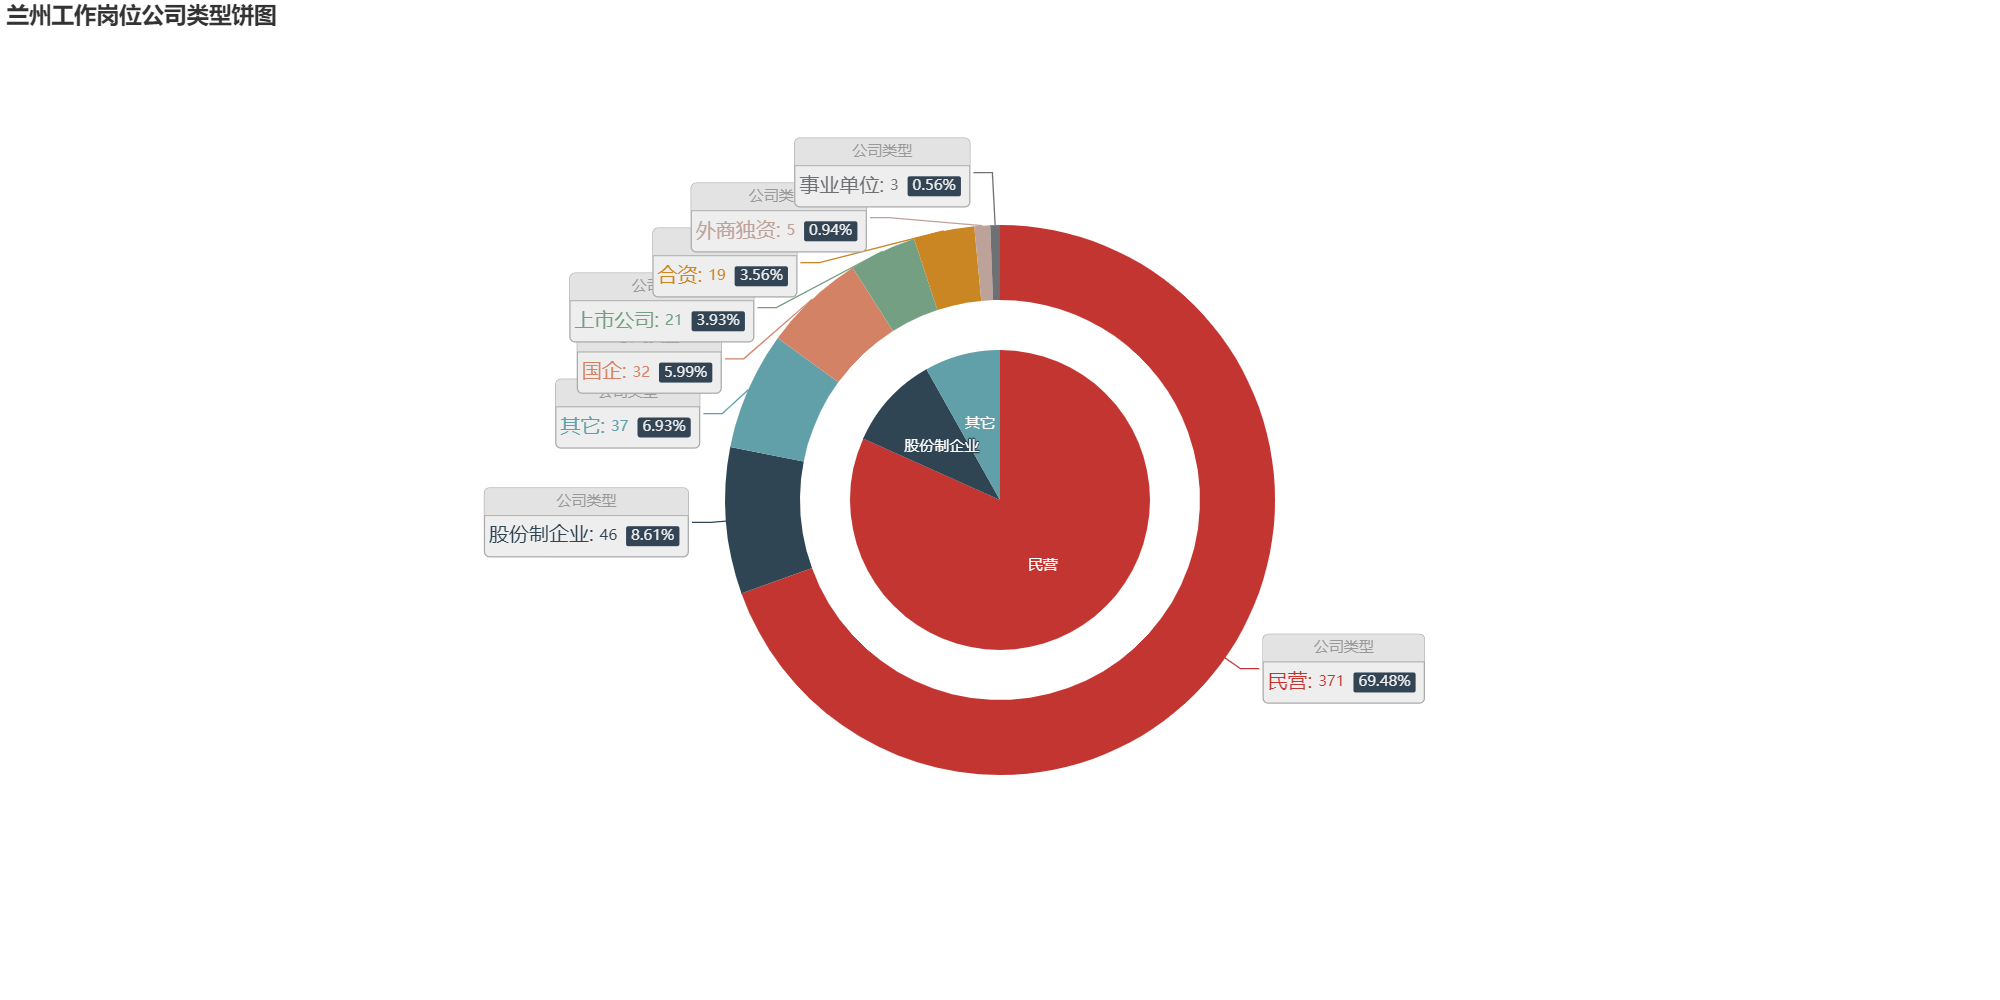 兰州工作岗位公司类型饼图
公司类型
事业单位: 3 0.56%
公司类
外商独资: 5 0.94%
合资: 19 3.56%
公司
上市公司: 21 3.93%
国企: 32 5.99%
公司类型
其它: 37 6.93%
公司类型
股份制企业: 46 8.61%
其它
股份制企业
民营
公司类型
民营: 371 69.48%